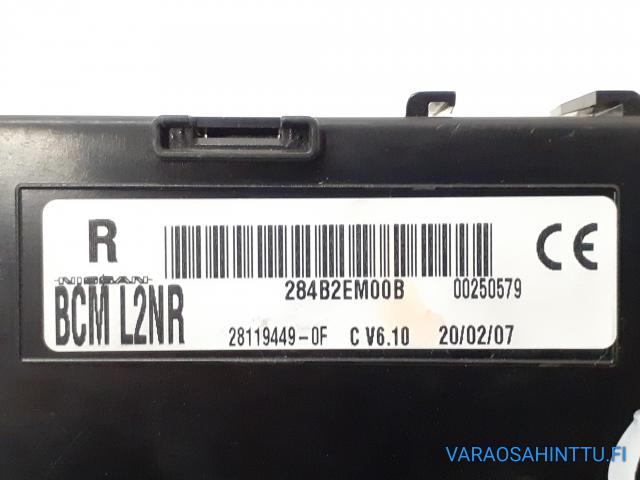 R
NISSAN
BCM L2NR
284B2EM00B
00250579
28119449-0F
C V6.10
20/02/07
CE
VARAOSAHINTTU.FI